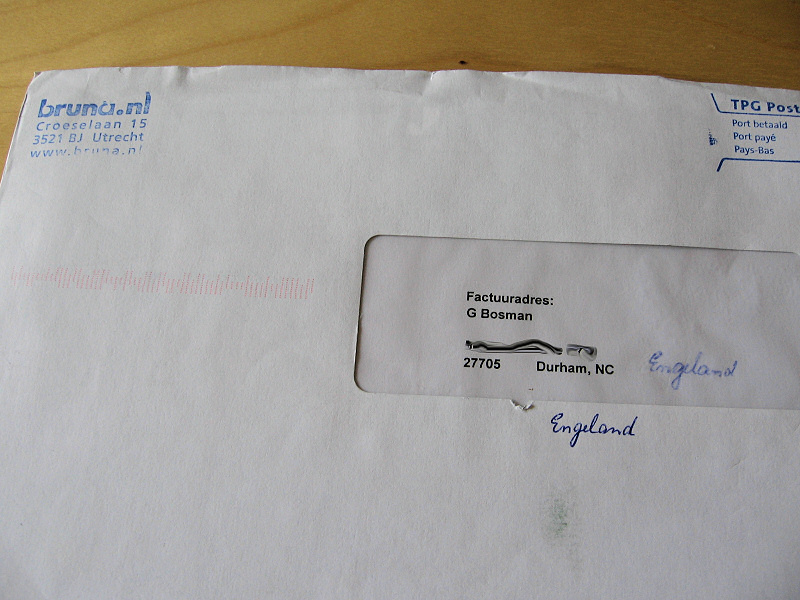 bruna.nl
Croeselaan 15
3521 BJ Utrecht
www.bruna.nl
TPG Post
Port betaald
Port payé
Pays-Bas
Factuuradres:
G Bosman
27705 Durham, NC Engeland
Engeland